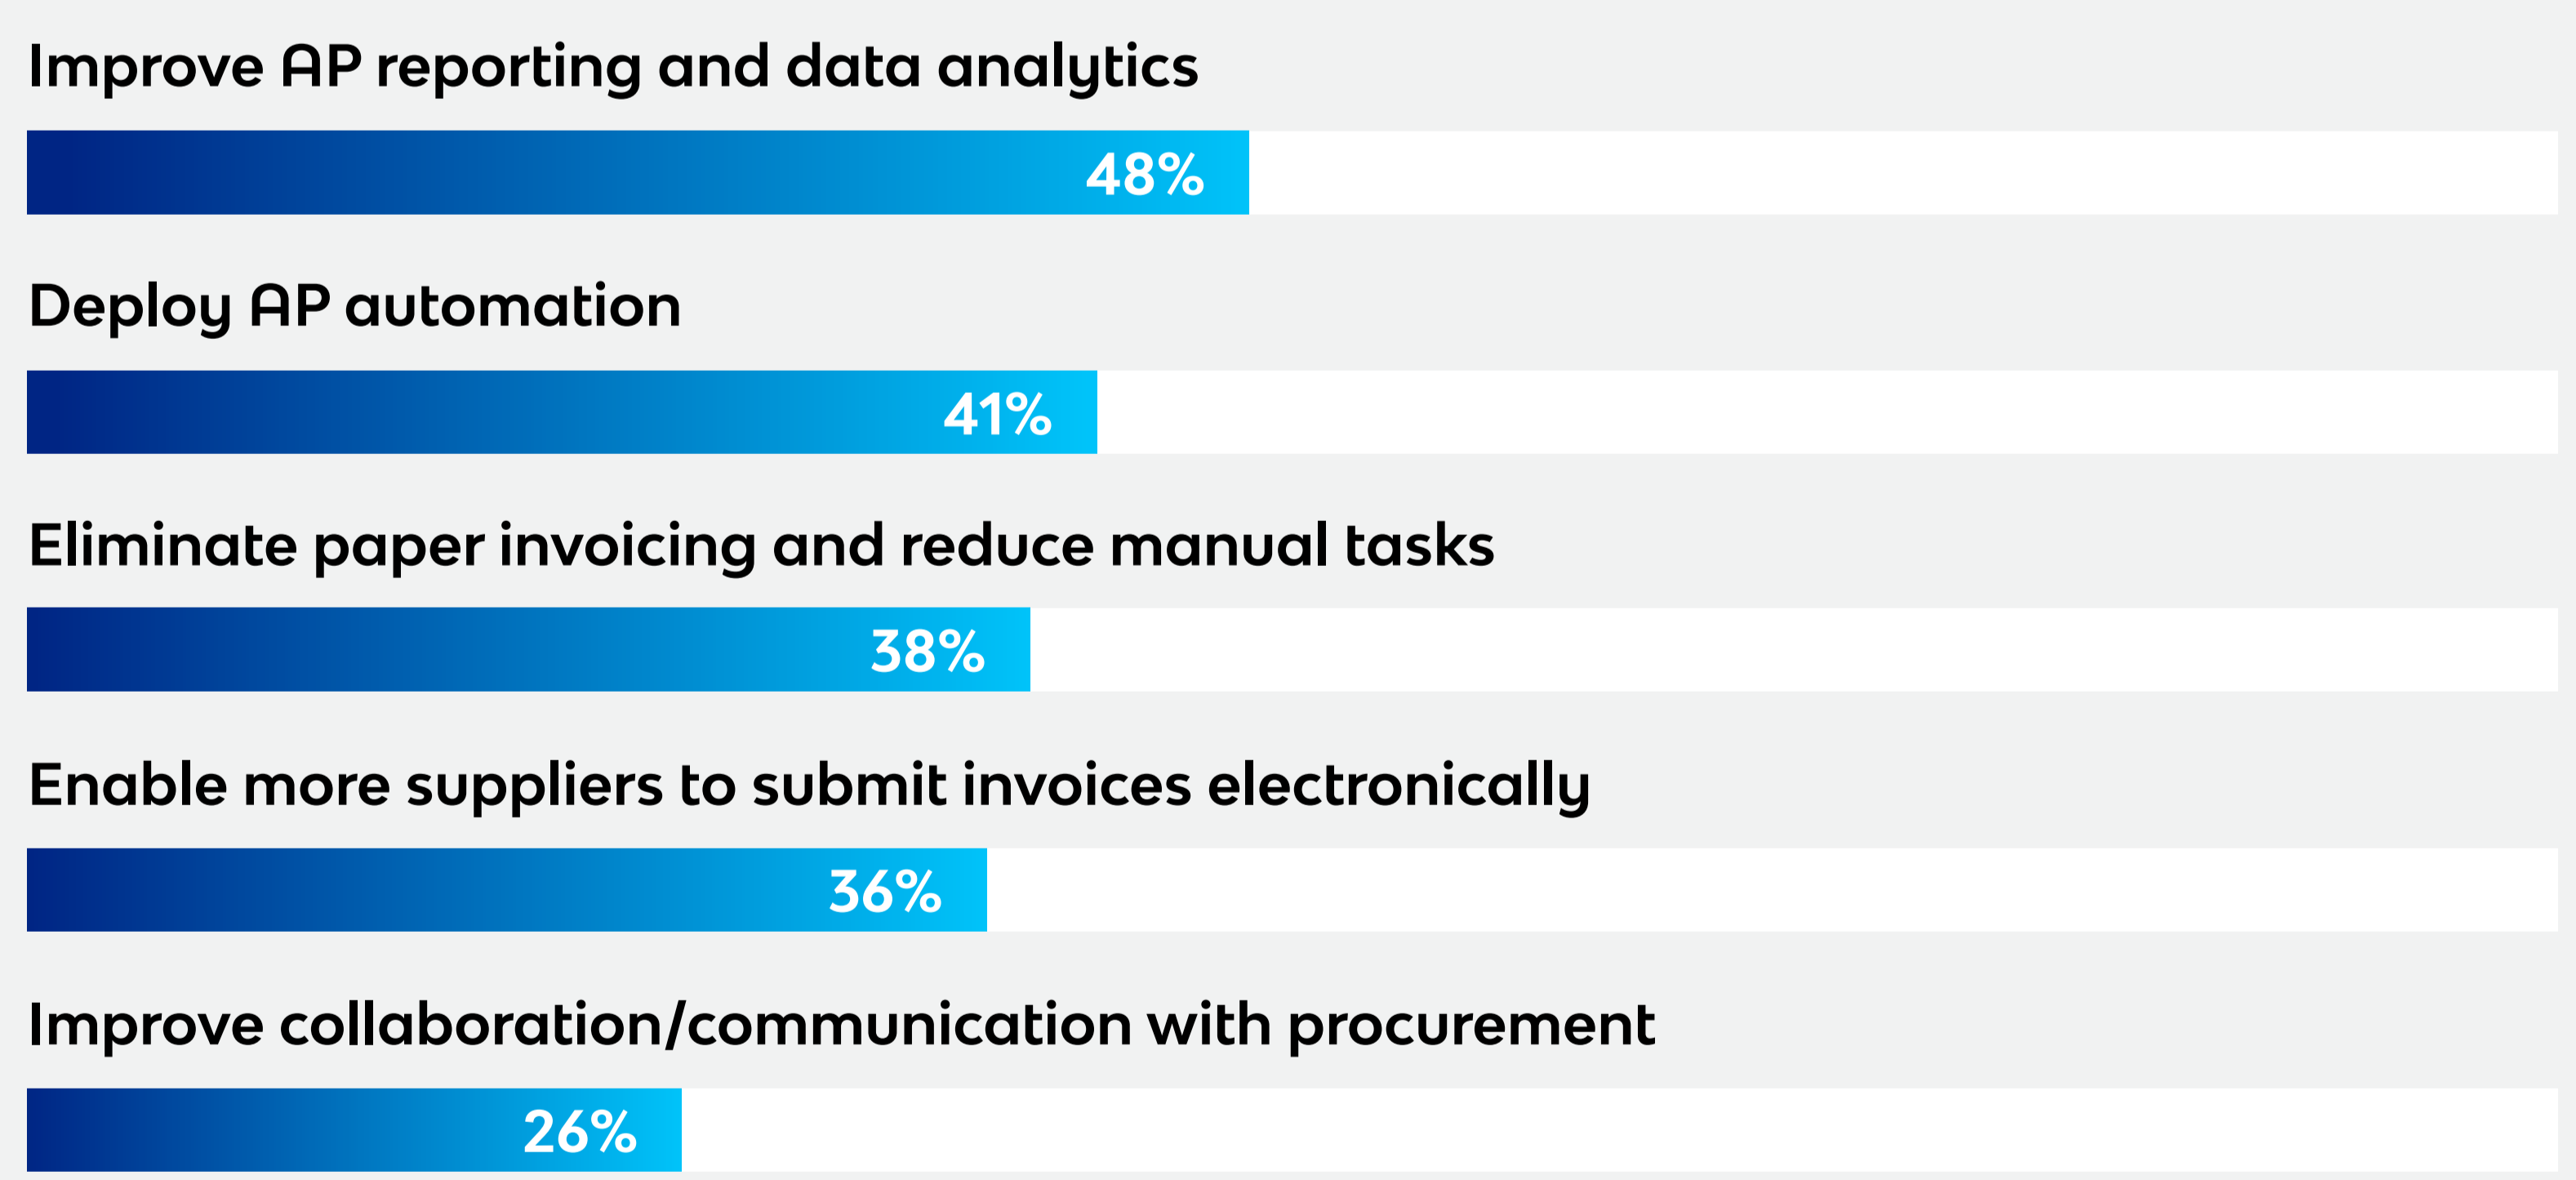 Improve AP reporting and data analytics
48%
Deploy AP automation
41%
Eliminate paper invoicing and reduce manual tasks
38%
Enable more suppliers to submit invoices electronically
36%
Improve collaboration/communication with procurement
26%